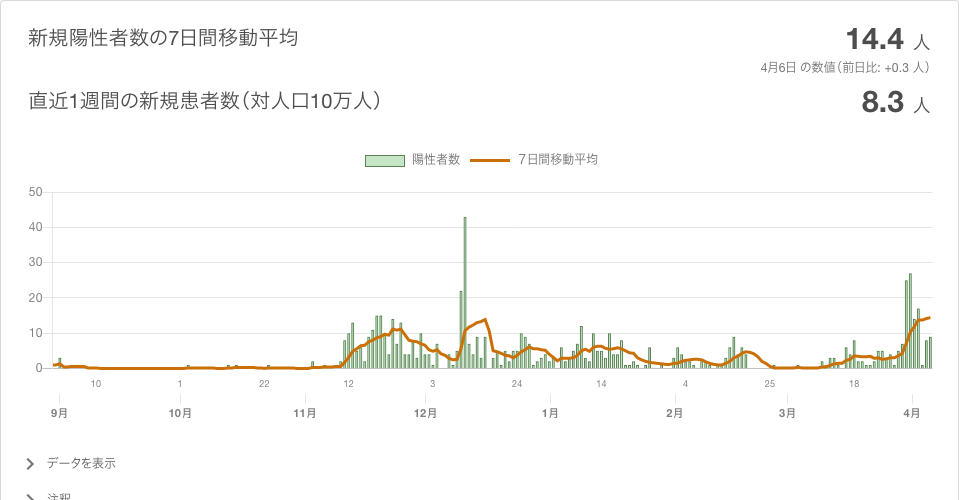 新規陽性者数の7日間移動平均
14.4 人
4月6日 の数値（前日比: +0.3 人）
直近1週間の新規患者数（対人口10万人）
8.3 人
陽性者数 7日間移動平均
50
40
30
20
10
0
10 1 22 12 3 24 14 4 25 18
9月 10月 11月 12月 1月 2月 3月 4月
データを表示
注釈